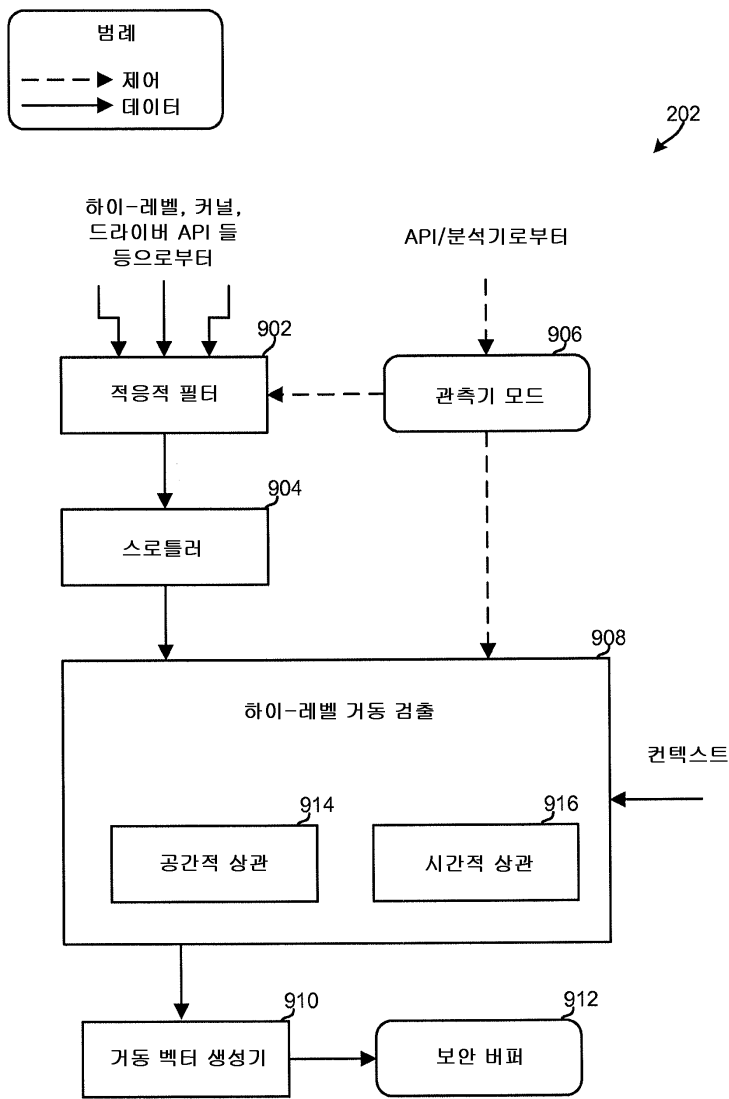 범례
제어
데이터
202
하이-레벨, 커널,
드라이버 API 들
등으로부터
API/분석기로부터
902
906
적응적 필터
관측기 모드
904
스로틀러
908
하이-레벨 거동 검출
컨텍스트
914
916
공간적 상관
시간적 상관
910
912
거동 벡터 생성기
보안 버퍼